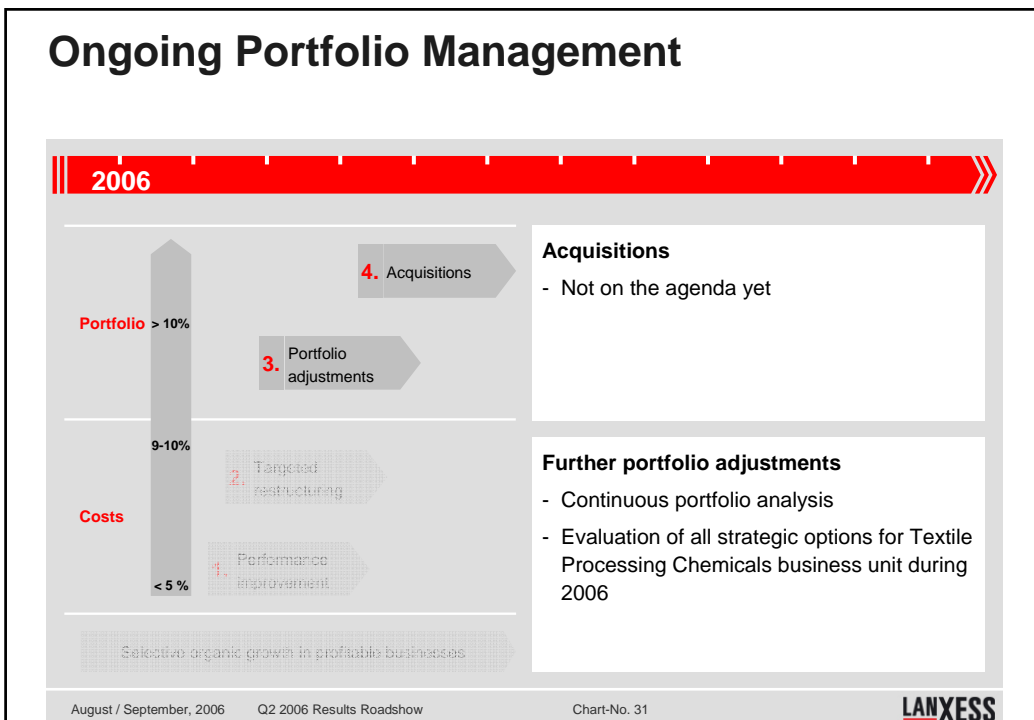 Ongoing Portfolio Management
2006
4. Acquisitions
Portfolio > 10%
3. Portfolio
adjustments
9-10%
2. Targeted
restructuring
Costs
1. Performance
improvement
< 5 %
Selective organic growth in profitable businesses
Acquisitions
- Not on the agenda yet
Further portfolio adjustments
- Continuous portfolio analysis
- Evaluation of all strategic options for Textile
Processing Chemicals business unit during
2006
August / September, 2006 Q2 2006 Results Roadshow Chart-No. 31
LANXESS